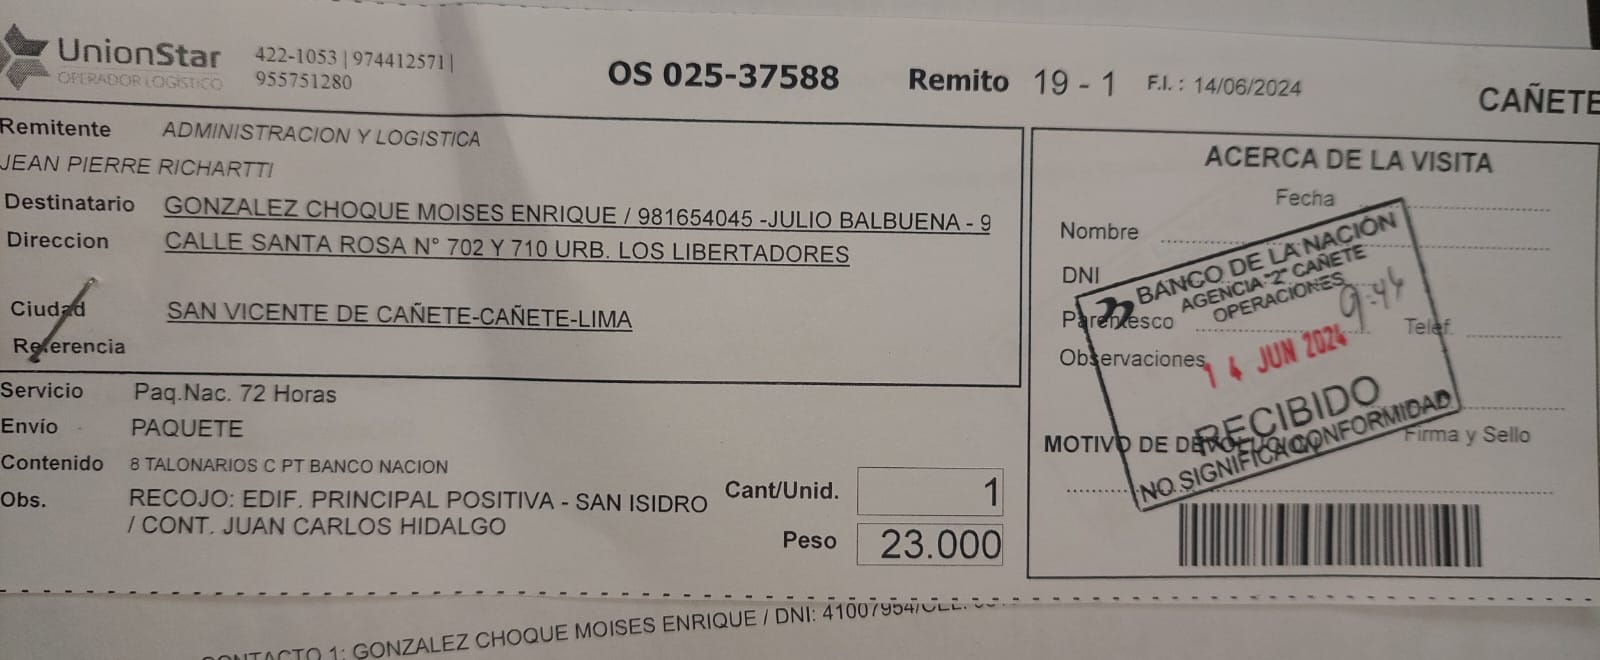 UnionStar
OPERADOR LOGÍSTICO
422-1053 | 974412571 |
955751280
OS 025-37588
Remito 19 - 1
F.I. : 14/06/2024
CAÑETE
Remitente ADMINISTRACION Y LOGISTICA
JEAN PIERRE RICHARTTI
Destinatario GONZALEZ CHOQUE MOISES ENRIQUE / 981654045 -JULIO BALBUENA - 9
Direccion CALLE SANTA ROSA N° 702 Y 710 URB. LOS LIBERTADORES
Ciudad SAN VICENTE DE CAÑETE-CAÑETE-LIMA
Referencia
Servicio Paq.Nac. 72 Horas
Envío PAQUETE
Contenido 8 TALONARIOS C PT BANCO NACION
Obs. RECOJO: EDIF. PRINCIPAL POSITIVA - SAN ISIDRO
/ CONT. JUAN CARLOS HIDALGO
Cant/Unid. 1
Peso 23.000
ACERCA DE LA VISITA
Fecha
Nombre
DNI
Parentesco
Telef.
Observaciones
MOTIVO DE DEVOLUCION
Firma y Sello
BANCO DE LA NACIÓN
AGENCIA "2" CAÑETE
OPERACIONES
9:44
14 JUN 2024
RECIBIDO
NO SIGNIFICA CONFORMIDAD
CONTACTO 1: GONZALEZ CHOQUE MOISES ENRIQUE / DNI: 41007954/CEL: